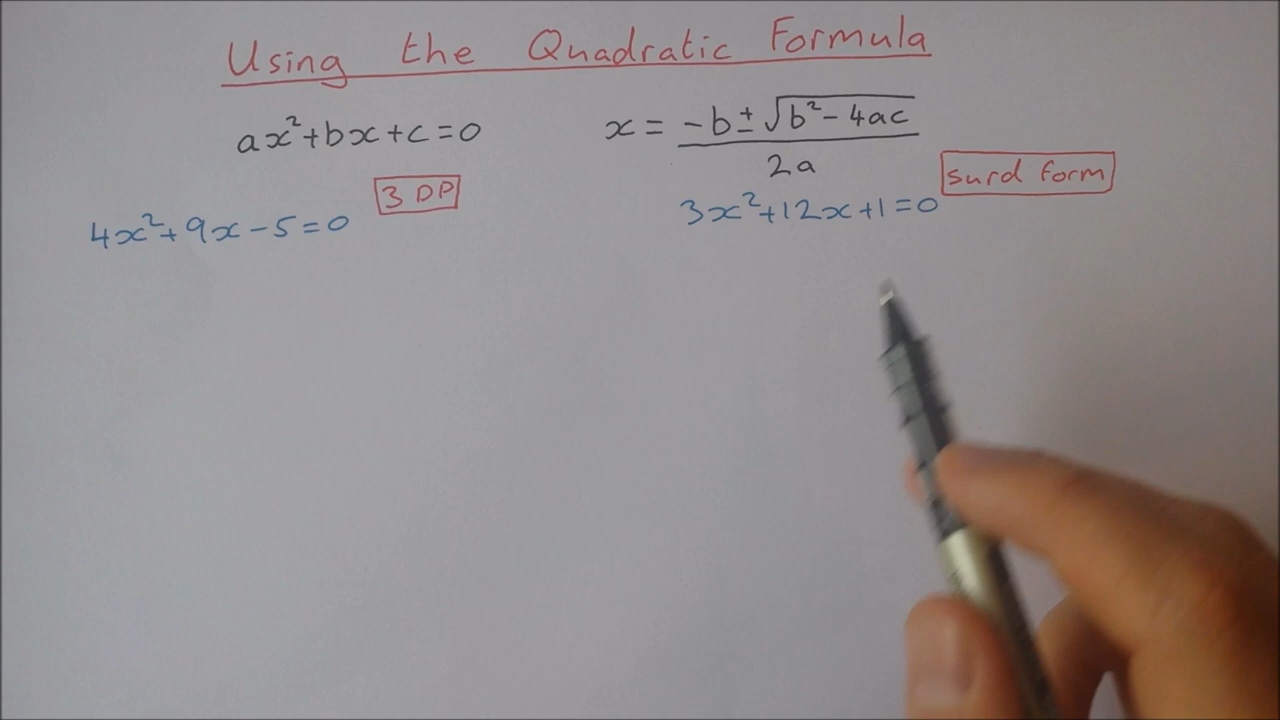 Using the Quadratic Formula
ax²+bx+c=0
x = -b±√b²-4ac / 2a
3 DP
surd form
4x²+9x-5=0
3x²+12x+1=0